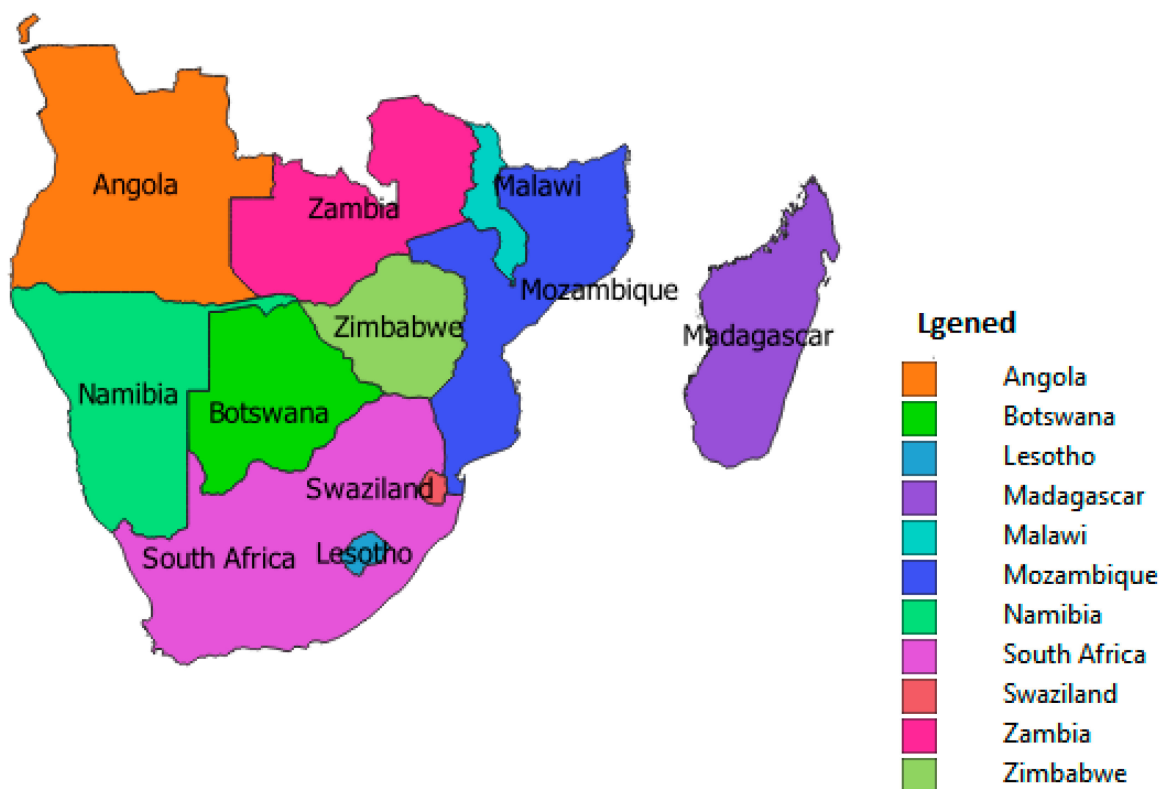 Angola
Malawi
Zambia
Mozambique
Zimbabwe
Madagascar
Namibia
Botswana
Swaziland
Lesotho
South Africa
Lgened
Angola
Botswana
Lesotho
Madagascar
Malawi
Mozambique
Namibia
South Africa
Swaziland
Zambia
Zimbabwe